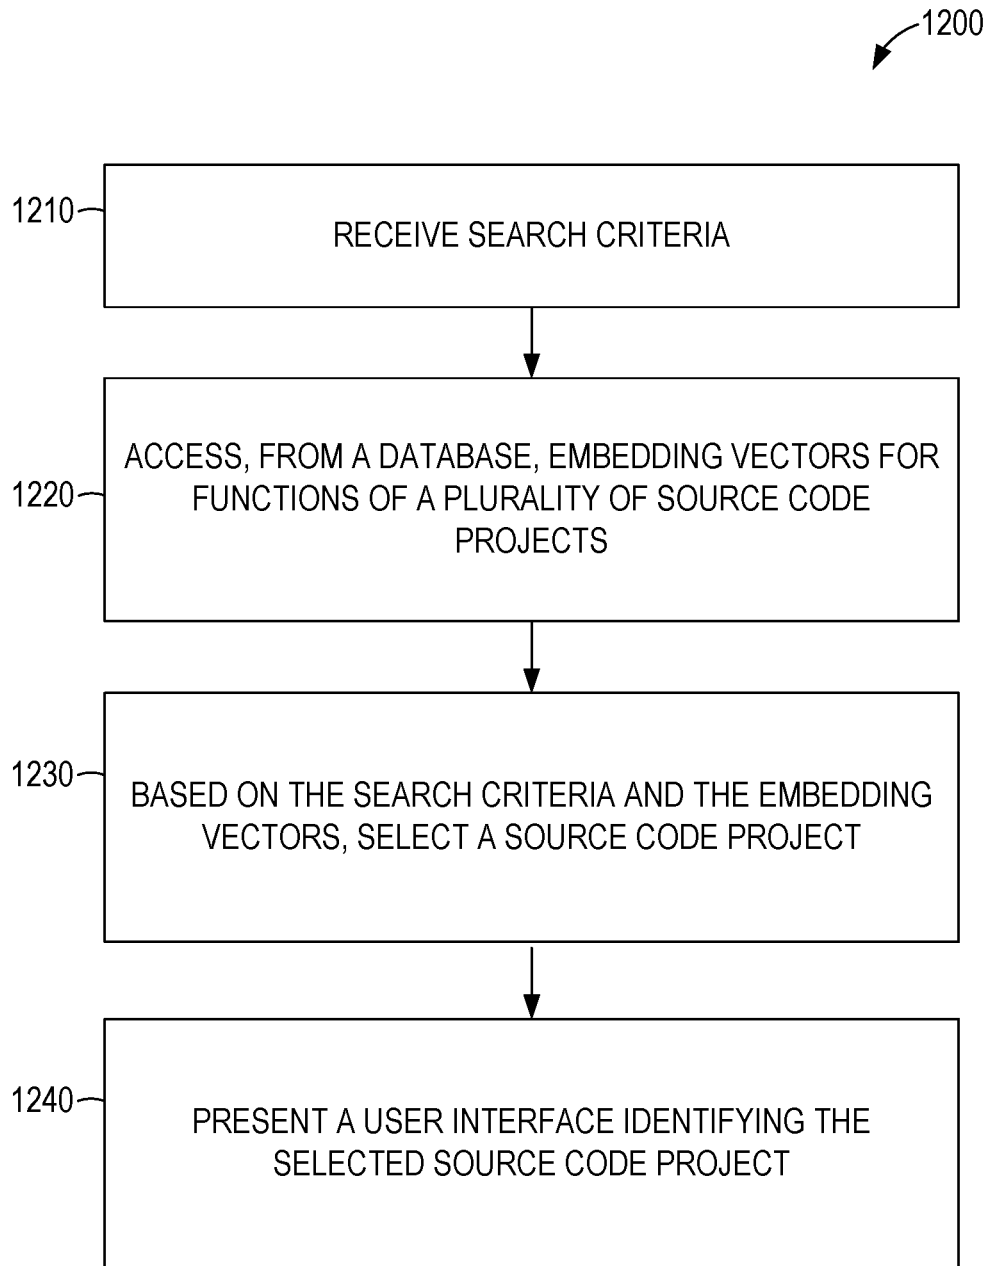 1200
1210
RECEIVE SEARCH CRITERIA
1220
ACCESS, FROM A DATABASE, EMBEDDING VECTORS FOR
FUNCTIONS OF A PLURALITY OF SOURCE CODE
PROJECTS
1230
BASED ON THE SEARCH CRITERIA AND THE EMBEDDING
VECTORS, SELECT A SOURCE CODE PROJECT
1240
PRESENT A USER INTERFACE IDENTIFYING THE
SELECTED SOURCE CODE PROJECT